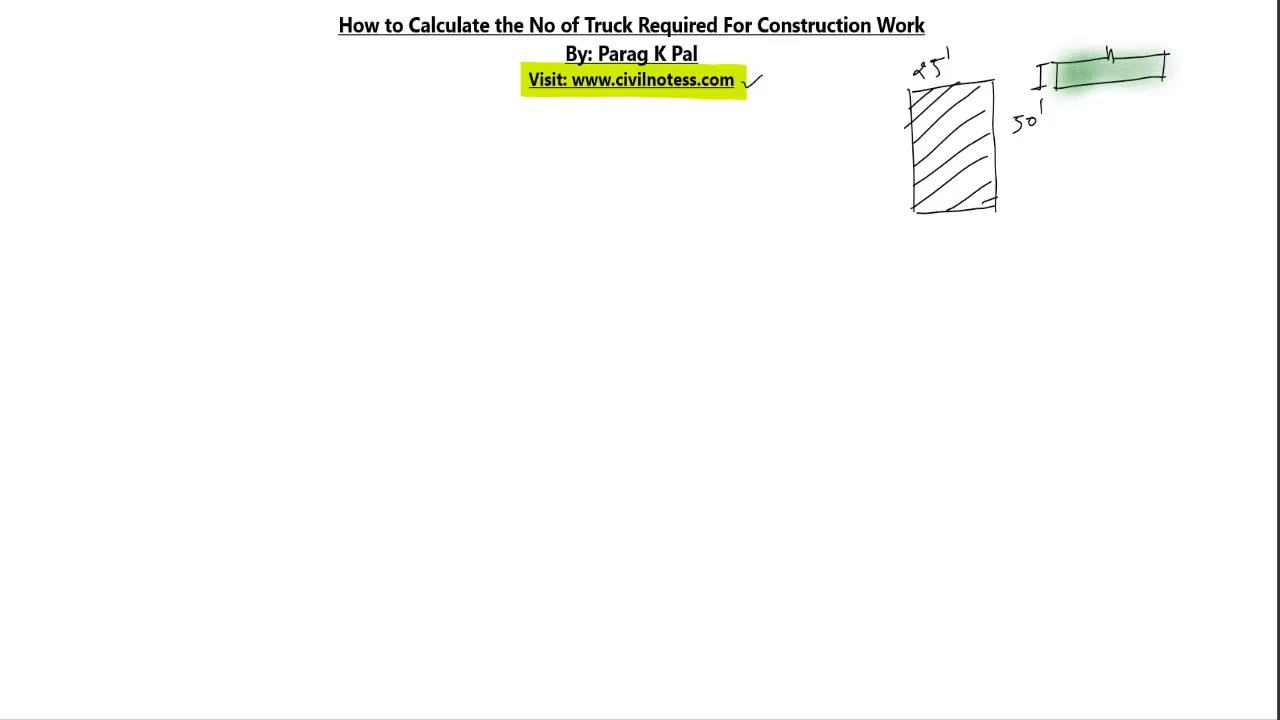 How to Calculate the No of Truck Required For Construction Work
By: Parag K Pal
Visit: www.civilnotess.com
25'
50'